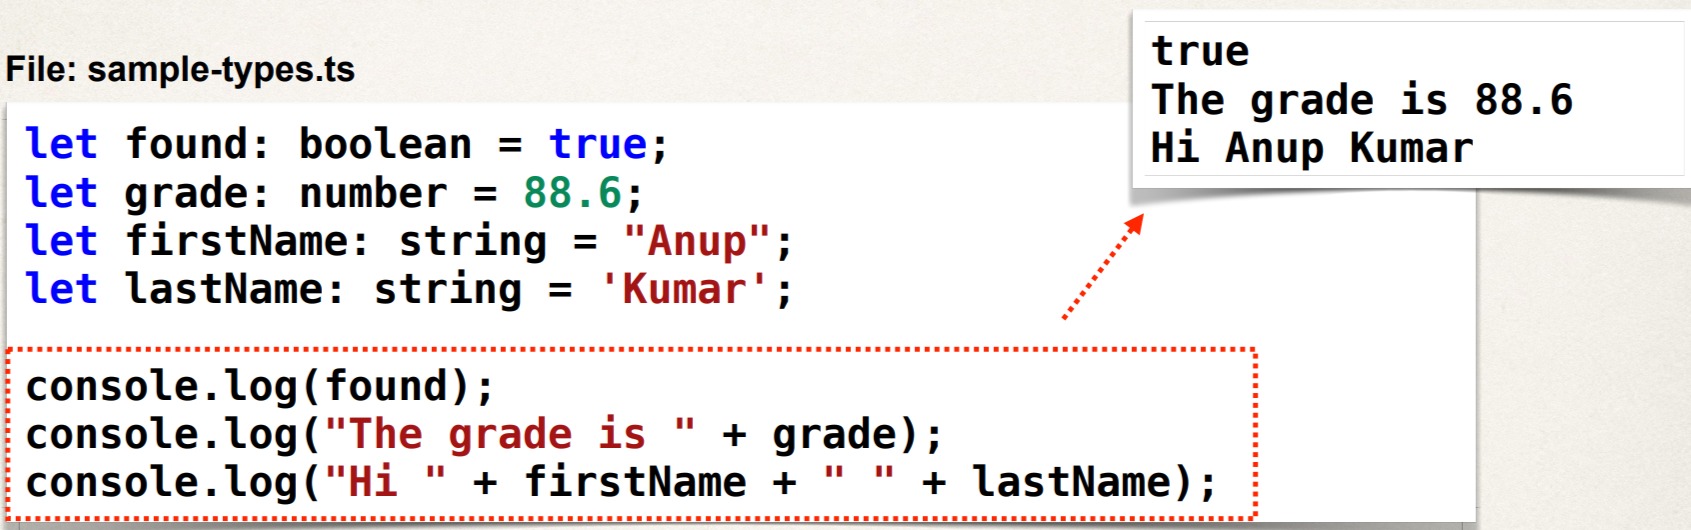 File: sample-types.ts
let found: boolean = true;
let grade: number = 88.6;
let firstName: string = "Anup";
let lastName: string = 'Kumar';
console.log(found);
console.log("The grade is " + grade);
console.log("Hi " + firstName + " " + lastName);
true
The grade is 88.6
Hi Anup Kumar